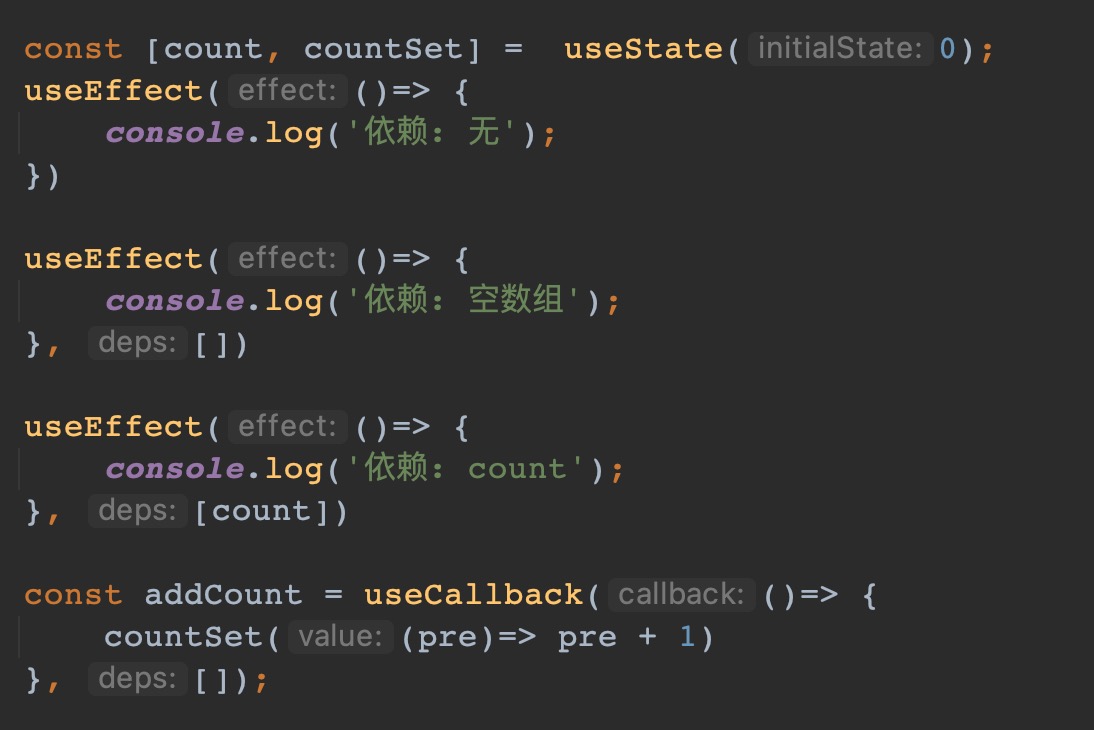 const [count, countSet] =  useState( initialState: 0);
useEffect( effect: ()=> {
    console.log('依赖: 无');
})
useEffect( effect: ()=> {
    console.log('依赖: 空数组');
}, deps: [])
useEffect( effect: ()=> {
    console.log('依赖: count');
}, deps: [count])
const addCount = useCallback( callback: ()=> {
    countSet( value: (pre)=> pre + 1)
}, deps: []);